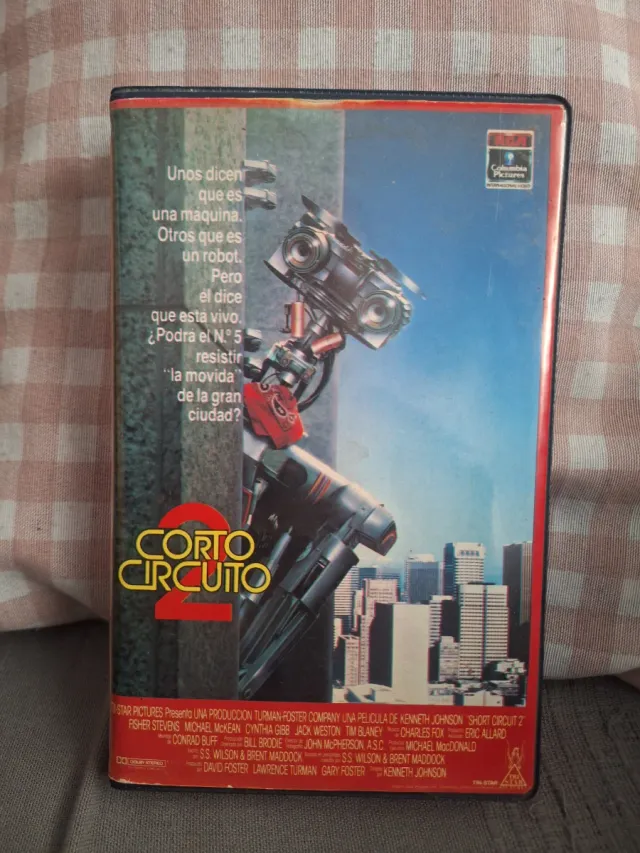 Columbia
Pictures
Unos dicen
que es
una maquina.
Otros que es
un robot.
Pero
él dice
que esta vivo.
¿Podrá el N.º 5
resistir
"la movida"
de la gran
ciudad?
2
CORTO
CIRCUITO
STAR PICTURES Presenta UNA PRODUCCION TURMAN-FOSTER COMPANY UNA PELICULA DE KENNETH JOHNSON "SHORT CIRCUIT 2"
FISHER STEVENS MICHAEL McKEAN CYNTHIA GIBB JACK WESTON TIM BLANEY CHARLES FOX ERIC ALLARD
CONRAD BUFF BILL BRODIE JOHN McPHERSON, A.S.C. MICHAEL MacDONALD
S.S. WILSON & BRENT MADDOCK S.S. WILSON & BRENT MADDOCK
DAVID FOSTER LAWRENCE TURMAN GARY FOSTER KENNETH JOHNSON
DOLBY STEREO
TRI-STAR